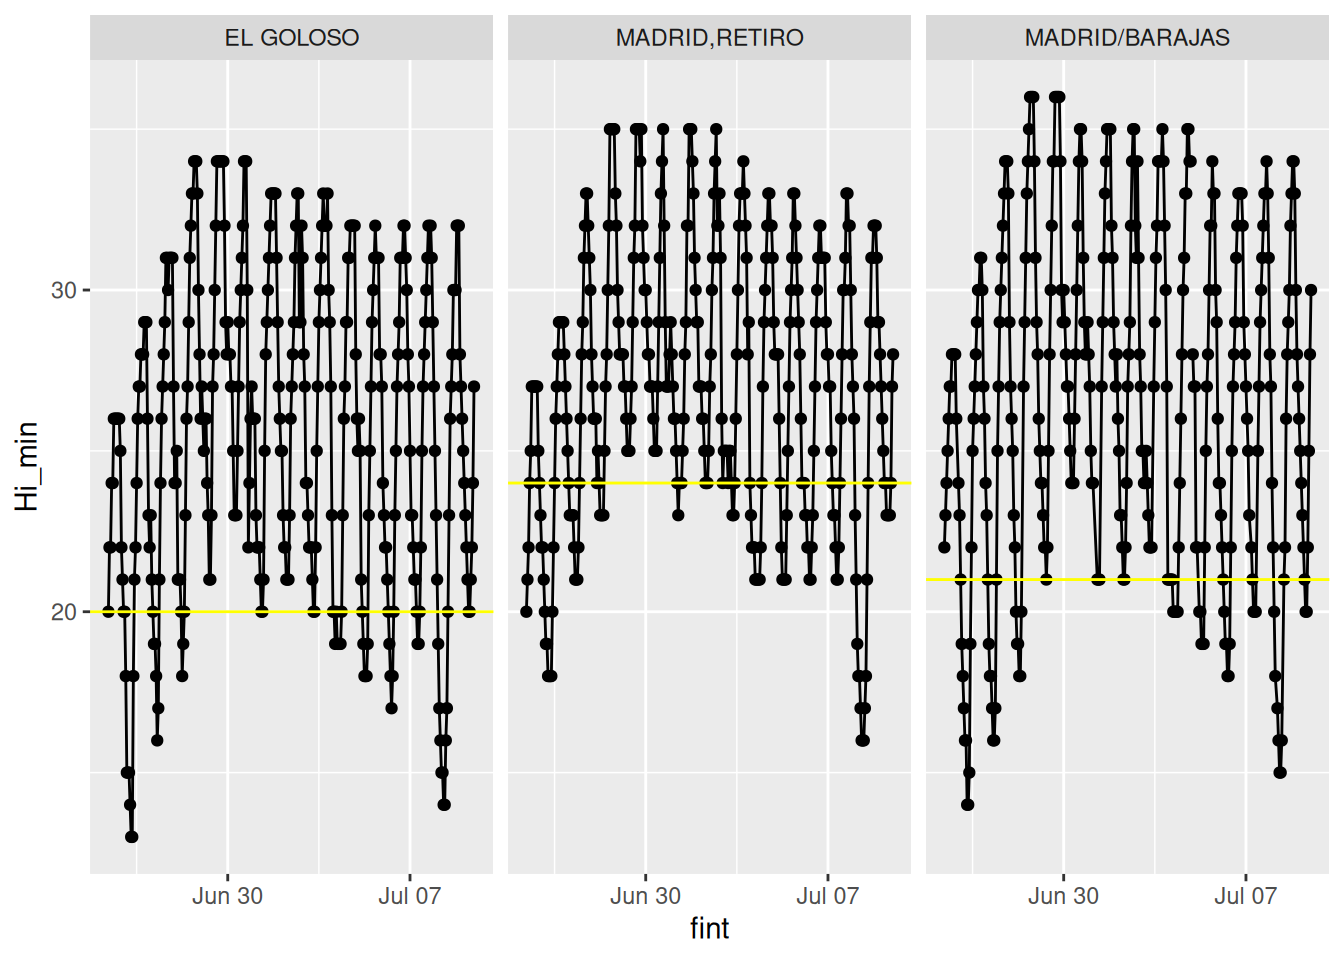 EL GOLOSO
MADRID,RETIRO
MADRID/BARAJAS
Hi_min
30
20
Jun 30
Jul 07
Jun 30
Jul 07
Jun 30
Jul 07
fint